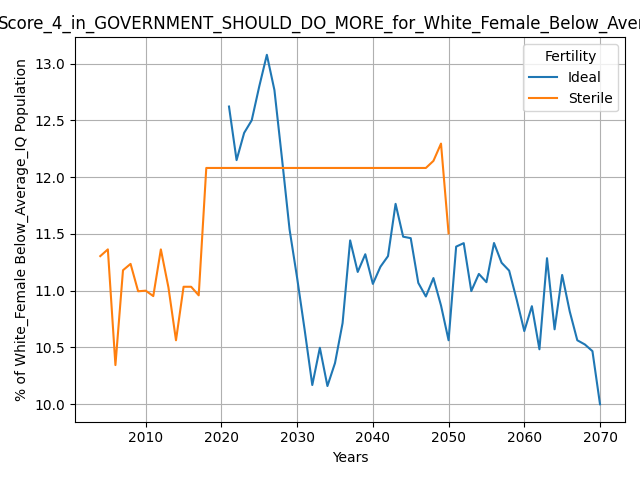 Score_4_in_GOVERNMENT_SHOULD_DO_MORE_for_White_Female_Below_Aver
% of White_Female Below_Average_IQ Population
13.0
12.5
12.0
11.5
11.0
10.5
10.0
Fertility
Ideal
Sterile
2010 2020 2030 2040 2050 2060 2070
Years